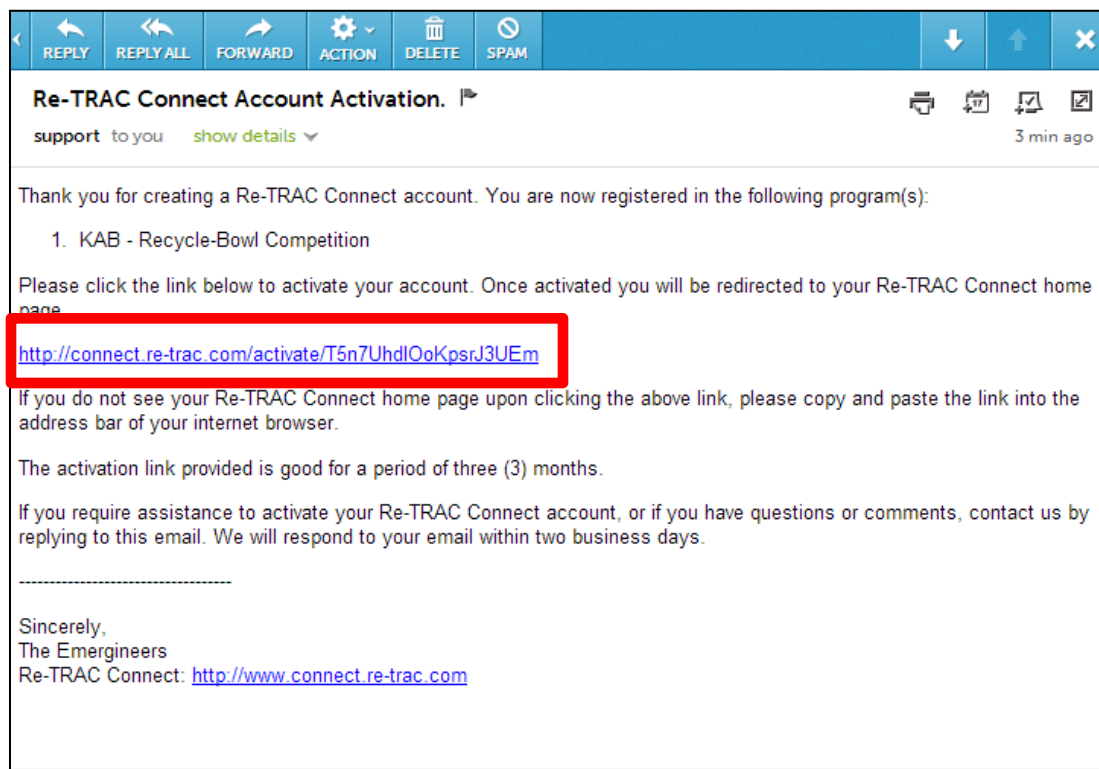 REPLY REPLY ALL FORWARD ACTION DELETE SPAM
Re-TRAC Connect Account Activation.
17
support to you show details
3 min ago
Thank you for creating a Re-TRAC Connect account. You are now registered in the following program(s):
1. KAB - Recycle-Bowl Competition
Please click the link below to activate your account. Once activated you will be redirected to your Re-TRAC Connect home
page.
http://connect.re-trac.com/activate/T5n7UhdlOoKpsrJ3UEm
If you do not see your Re-TRAC Connect home page upon clicking the above link, please copy and paste the link into the
address bar of your internet browser.
The activation link provided is good for a period of three (3) months.
If you require assistance to activate your Re-TRAC Connect account, or if you have questions or comments, contact us by
replying to this email. We will respond to your email within two business days.
-----------------------------------
Sincerely,
The Emergineers
Re-TRAC Connect: http://www.connect.re-trac.com